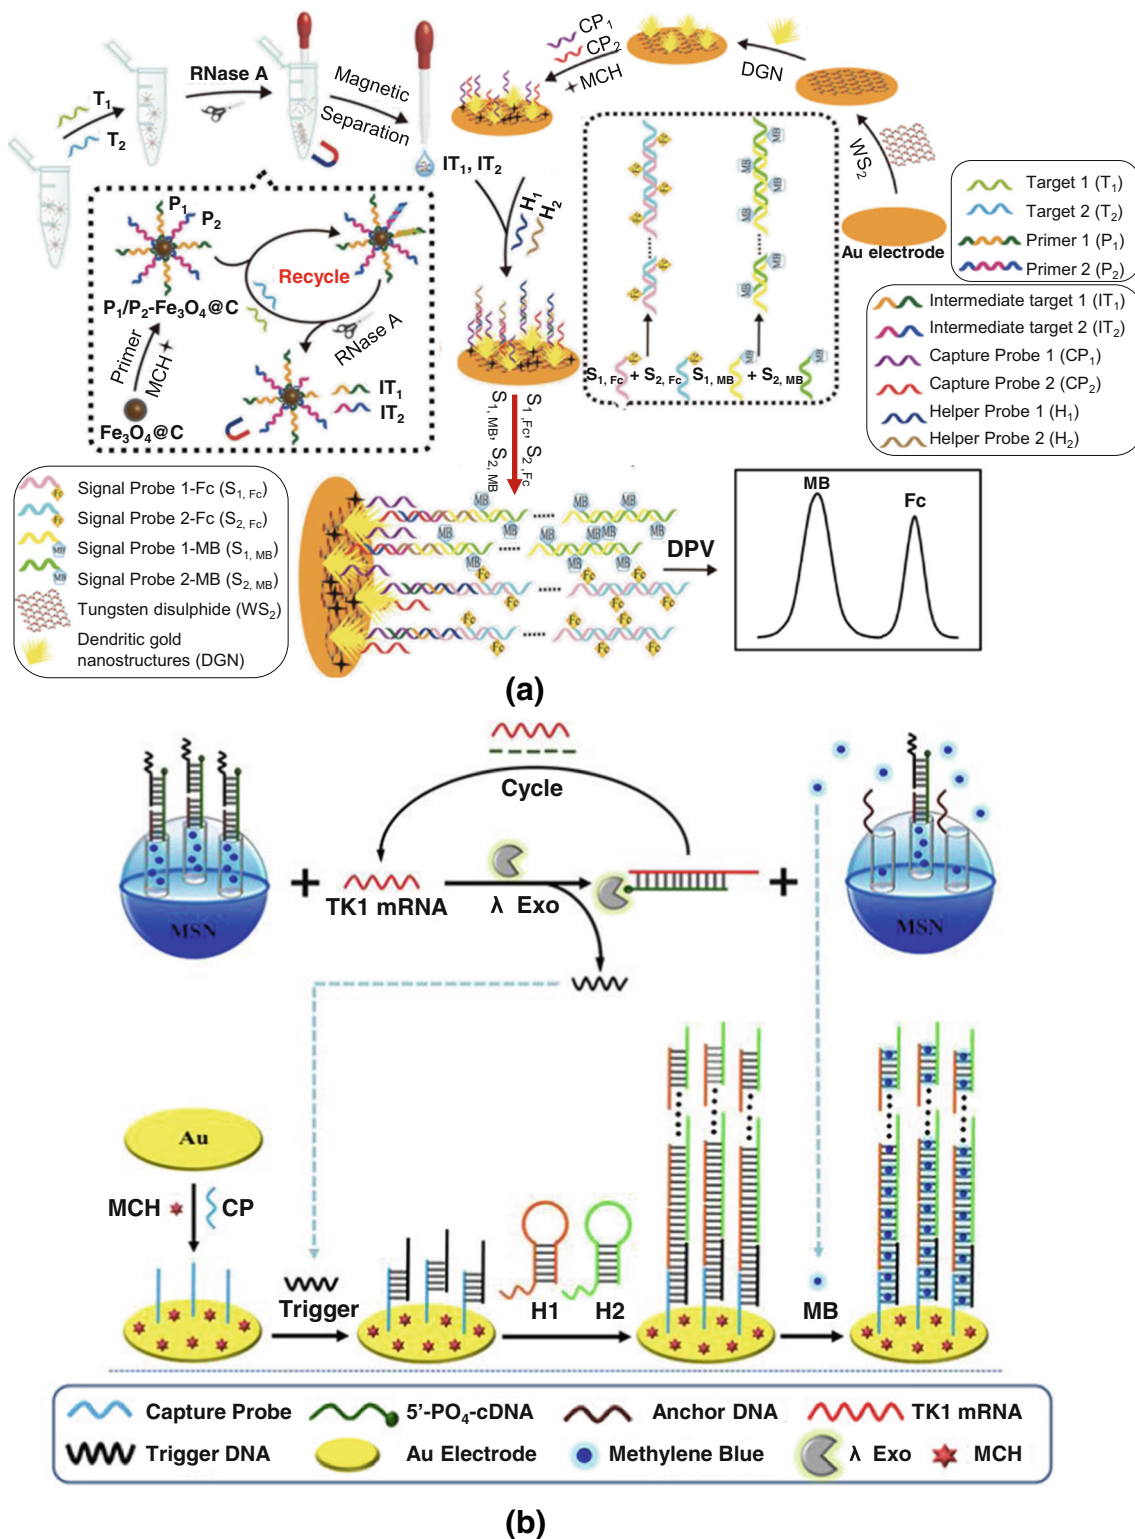 T1
T2
RNase A
Magnetic
Separation
IT1, IT2
CP1
CP2
MCH
DGN
WS2
Au electrode
H1
H2
P1
P2
Recycle
RNase A
P1/P2-Fe3O4@C
Primer
MCH
Fe3O4@C
IT1
IT2
Fc
MB
S1, Fc + S2, Fc
S1, MB + S2, MB
Target 1 (T1)
Target 2 (T2)
Primer 1 (P1)
Primer 2 (P2)
Intermediate target 1 (IT1)
Intermediate target 2 (IT2)
Capture Probe 1 (CP1)
Capture Probe 2 (CP2)
Helper Probe 1 (H1)
Helper Probe 2 (H2)
S1, Fc, S2, Fc
S1, MB, S2, MB
Signal Probe 1-Fc (S1, Fc)
Signal Probe 2-Fc (S2, Fc)
Signal Probe 1-MB (S1, MB)
Signal Probe 2-MB (S2, MB)
Tungsten disulphide (WS2)
Dendritic gold
nanostructures (DGN)
MB
Fc
DPV
MB
Fc
(a)
Cycle
MSN
TK1 mRNA
λ Exo
MSN
Au
MCH
CP
Trigger
H1
H2
MB
Capture Probe
5'-PO4-cDNA
Anchor DNA
TK1 mRNA
Trigger DNA
Au Electrode
Methylene Blue
λ Exo
MCH
(b)